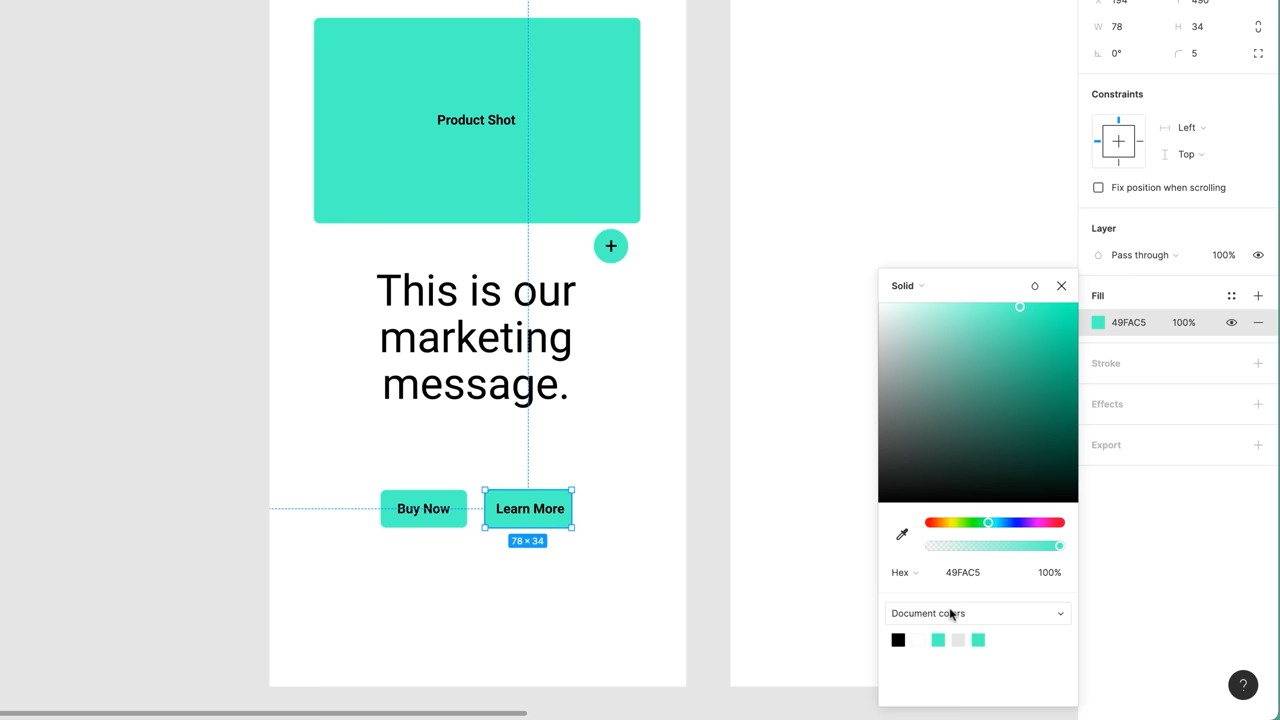 Product Shot
+
This is our
marketing
message.
Buy Now
Learn More
78 × 34
X 194 Y 490
W 78 H 34
0° 5
Constraints
Left
Top
Fix position when scrolling
Layer
Pass through 100%
Fill
49FAC5 100%
Stroke
Effects
Export
Solid
Hex 49FAC5 100%
Document colors
?